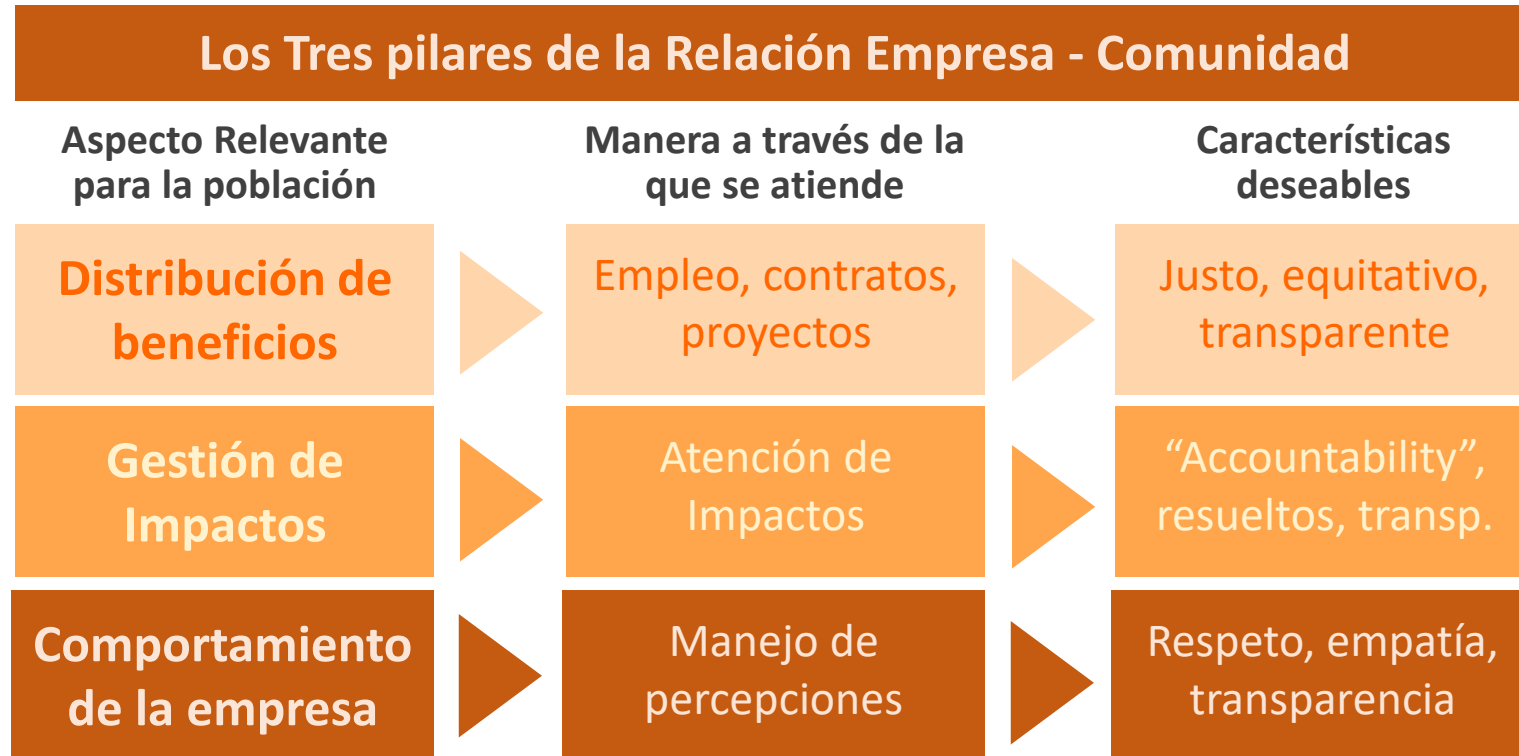 Los Tres pilares de la Relación Empresa - Comunidad
Aspecto Relevante
para la población
Manera a través de la
que se atiende
Características
deseables
Distribución de
beneficios
Empleo, contratos,
proyectos
Justo, equitativo,
transparente
Gestión de
Impactos
Atención de
Impactos
“Accountability”,
resueltos, transp.
Comportamiento
de la empresa
Manejo de
percepciones
Respeto, empatía,
transparencia